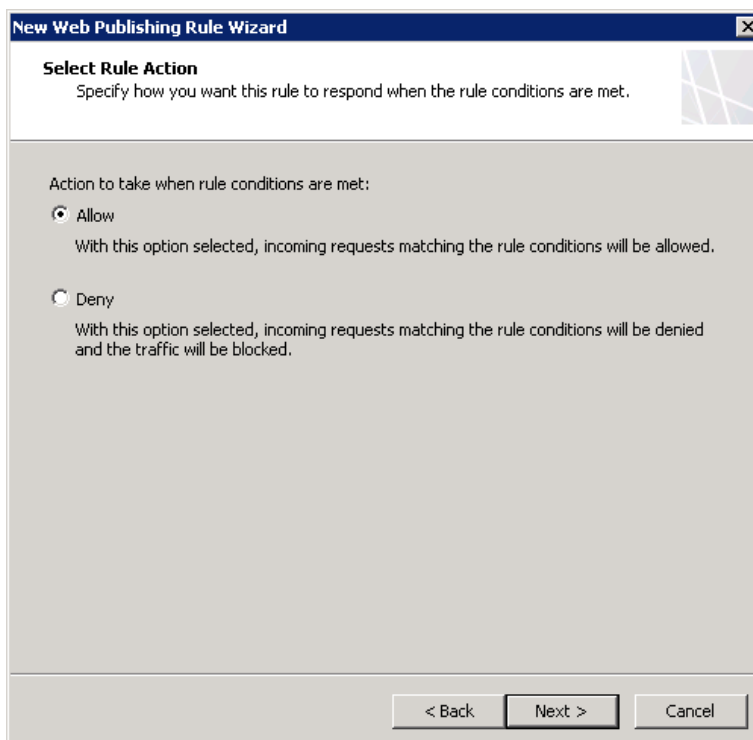 New Web Publishing Rule Wizard
Select Rule Action
Specify how you want this rule to respond when the rule conditions are met.
Action to take when rule conditions are met:
Allow
With this option selected, incoming requests matching the rule conditions will be allowed.
Deny
With this option selected, incoming requests matching the rule conditions will be denied
and the traffic will be blocked.
< Back
Next >
Cancel